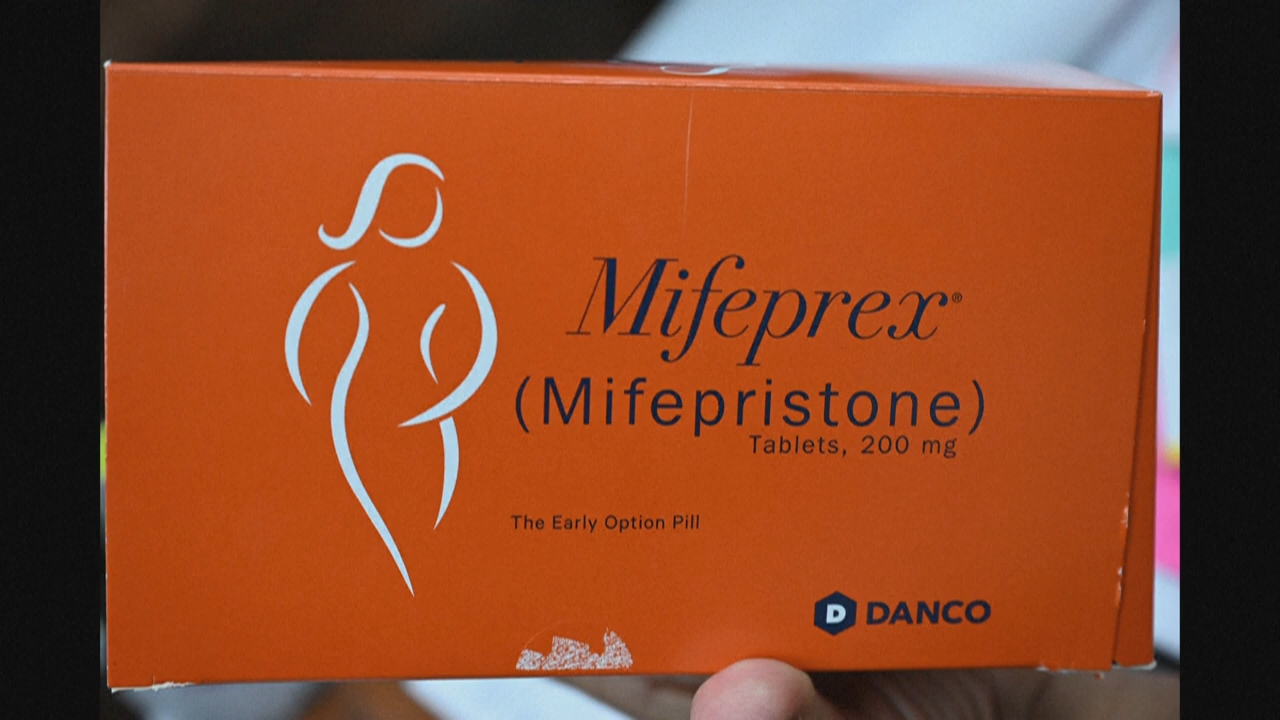 Mifeprex®
(Mifepristone)
Tablets, 200 mg
The Early Option Pill
D DANCO